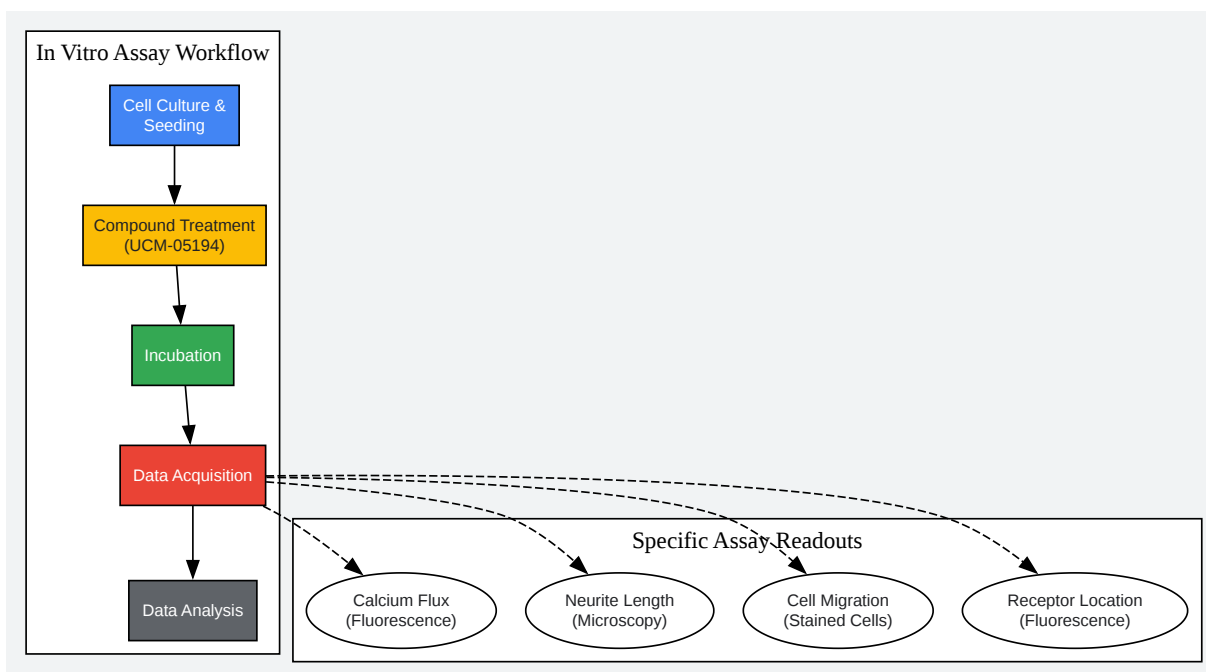 In Vitro Assay Workflow
Cell Culture &
Seeding
Compound Treatment
(UCM-05194)
Incubation
Data Acquisition
Data Analysis
Specific Assay Readouts
Calcium Flux
(Fluorescence)
Neurite Length
(Microscopy)
Cell Migration
(Stained Cells)
Receptor Location
(Fluorescence)